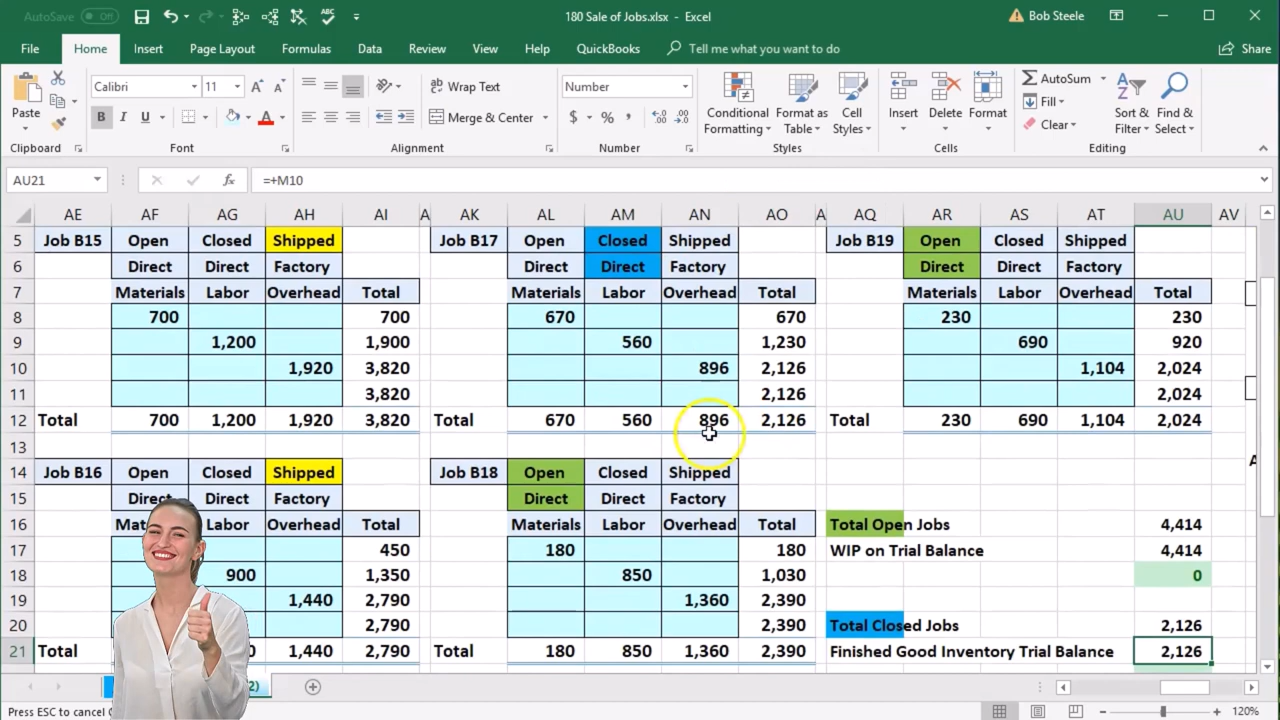 AutoSave Off 180 Sale of Jobs.xlsx - Excel Bob Steele
File Home Insert Page Layout Formulas Data Review View Help QuickBooks Tell me what you want to do Share
Calibri 11 A A Wrap Text Number AutoSum
Paste B I U A Merge & Center $ % , Conditional Formatting Format as Table Cell Styles Insert Delete Format Fill Clear Sort & Filter Find & Select
Clipboard Font Alignment Number Styles Cells Editing
AU21 fx =+M10
AE AF AG AH AI A AK AL AM AN AO A AQ AR AS AT AU AV
5 Job B15 Open Closed Shipped Job B17 Open Closed Shipped Job B19 Open Closed Shipped
6 Direct Direct Factory Direct Direct Factory Direct Direct Factory
7 Materials Labor Overhead Total Materials Labor Overhead Total Materials Labor Overhead Total
8 700 700 670 670 230 230
9 1,200 1,900 560 1,230 690 920
10 1,920 3,820 896 2,126 1,104 2,024
11 3,820 2,126 2,024
12 Total 700 1,200 1,920 3,820 Total 670 560 896 2,126 Total 230 690 1,104 2,024
13
14 Job B16 Open Closed Shipped Job B18 Open Closed Shipped
15 Direct Factory Direct Direct Factory
16 Labor Overhead Total Materials Labor Overhead Total Total Open Jobs 4,414
17 450 180 180 WIP on Trial Balance 4,414
18 900 1,350 850 1,030 0
19 1,440 2,790 1,360 2,390
20 2,790 2,390 Total Closed Jobs 2,126
21 Total 1,440 2,790 Total 180 850 1,360 2,390 Finished Good Inventory Trial Balance 2,126
2)
Press ESC to cancel 120%